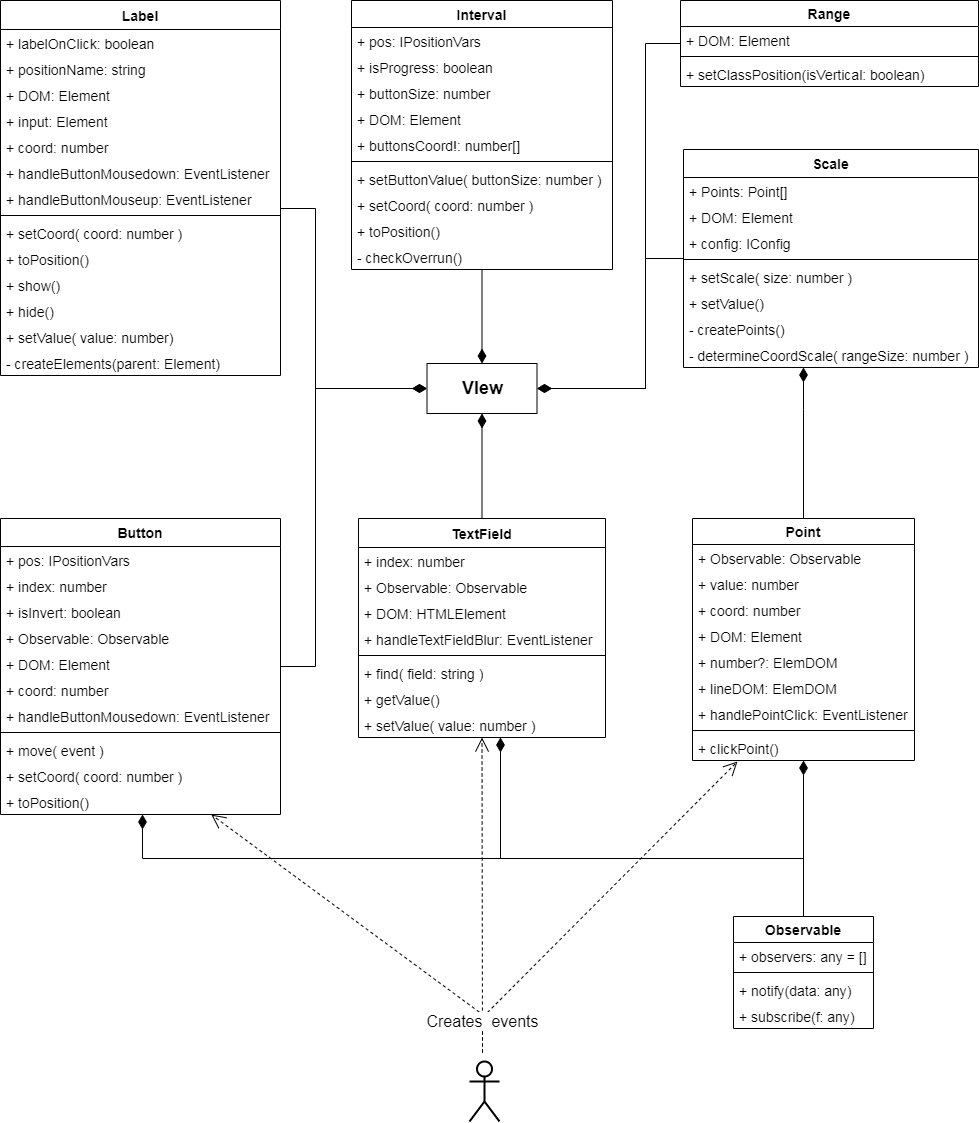 Label
+ labelOnClick: boolean
+ positionName: string
+ DOM: Element
+ input: Element
+ coord: number
+ handleButtonMousedown: EventListener
+ handleButtonMouseup: EventListener
+ setCoord( coord: number )
+ toPosition()
+ show()
+ hide()
+ setValue( value: number)
- createElements(parent: Element)
Interval
+ pos: IPositionVars
+ isProgress: boolean
+ buttonSize: number
+ DOM: Element
+ buttonsCoord!: number[]
+ setButtonValue( buttonSize: number )
+ setCoord( coord: number )
+ toPosition()
- checkOverrun()
Range
+ DOM: Element
+ setClassPosition(isVertical: boolean)
Scale
+ Points: Point[]
+ DOM: Element
+ config: IConfig
+ setScale( size: number )
+ setValue()
- createPoints()
- determineCoordScale( rangeSize: number )
VIew
Button
+ pos: IPositionVars
+ index: number
+ isInvert: boolean
+ Observable: Observable
+ DOM: Element
+ coord: number
+ handleButtonMousedown: EventListener
+ move( event )
+ setCoord( coord: number )
+ toPosition()
TextField
+ index: number
+ Observable: Observable
+ DOM: HTMLElement
+ handleTextFieldBlur: EventListener
+ find( field: string )
+ getValue()
+ setValue( value: number )
Point
+ Observable: Observable
+ value: number
+ coord: number
+ DOM: Element
+ number?: ElemDOM
+ lineDOM: ElemDOM
+ handlePointClick: EventListener
+ clickPoint()
Observable
+ observers: any = []
+ notify(data: any)
+ subscribe(f: any)
Creates events